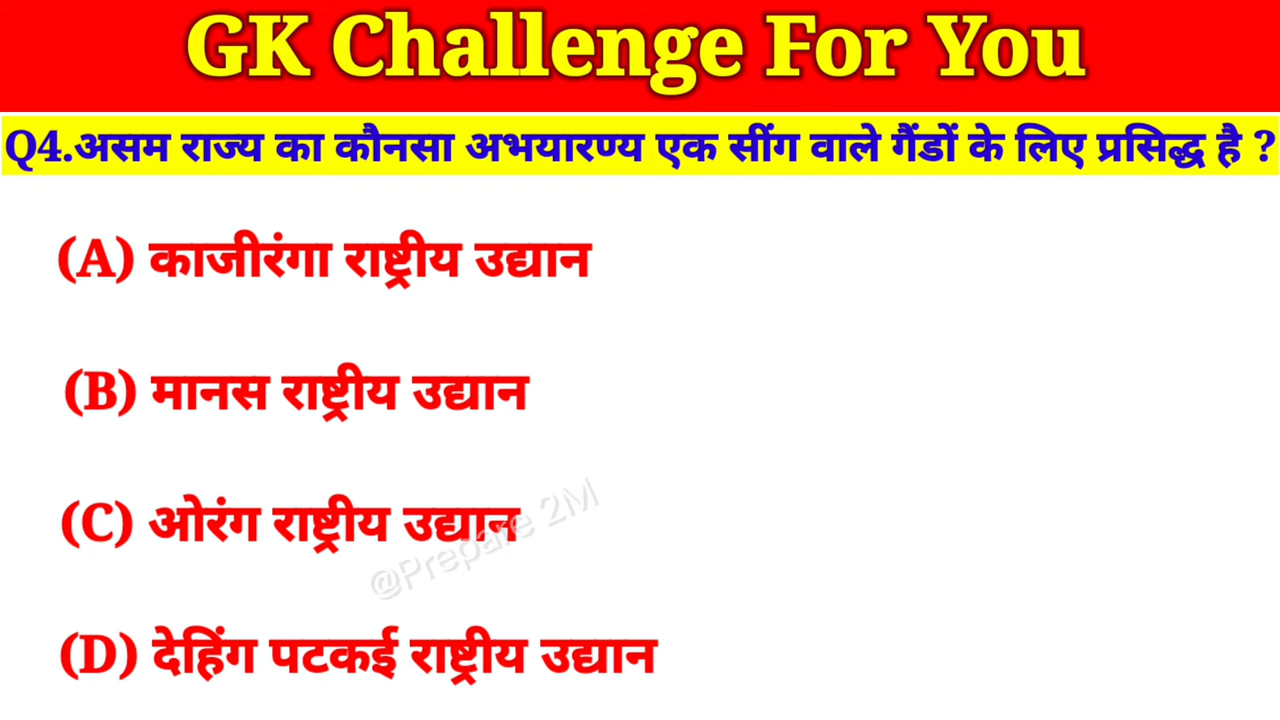 GK Challenge For You
Q4.असम राज्य का कौनसा अभयारण्य एक सींग वाले गैंडों के लिए प्रसिद्ध है ?
(A) काजीरंगा राष्ट्रीय उद्यान
(B) मानस राष्ट्रीय उद्यान
(C) ओरंग राष्ट्रीय उद्यान
@Prepare 2M
(D) देहिंग पटकई राष्ट्रीय उद्यान